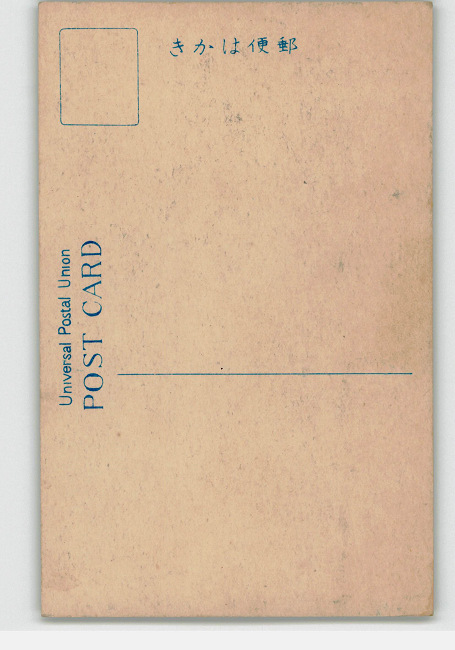 郵便はかき
Universal Postal Union
POST CARD